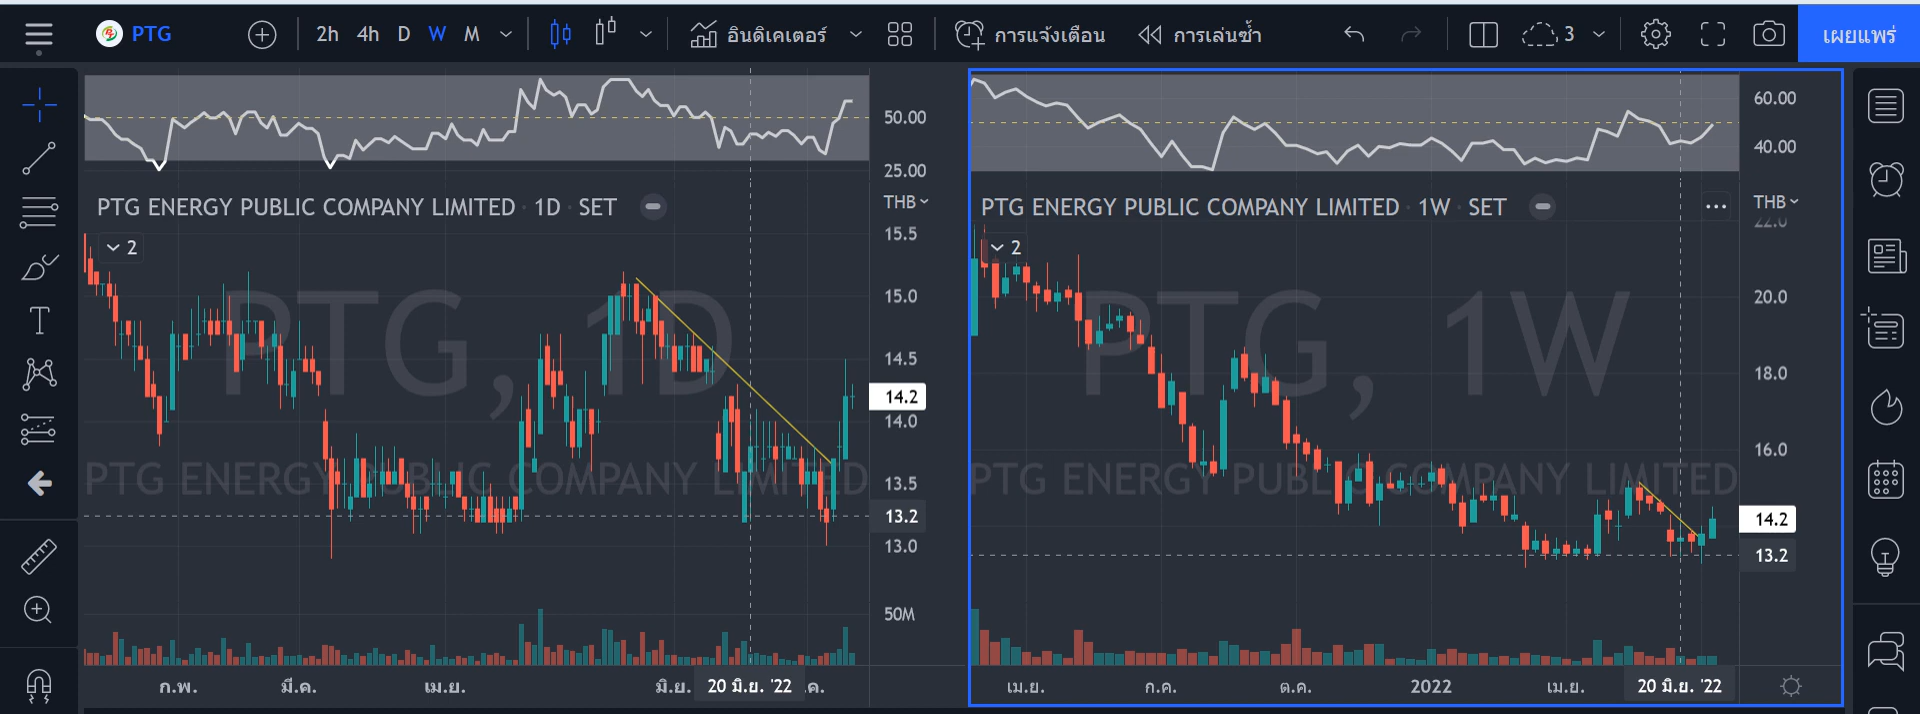 PTG 2h 4h D W M อินดิเคเตอร์ การแจ้งเตือน การเล่นซ้ำ 3 เผยแพร่
50.00
25.00
PTG ENERGY PUBLIC COMPANY LIMITED · 1D · SET
THB
2
15.5
15.0
14.5
14.2
14.0
13.5
13.2
13.0
50M
PTG, 1D
PTG ENERGY PUBLIC COMPANY LIMITED
ก.พ. มี.ค. เม.ย. มิ.ย. 20 มิ.ย. '22 .ค.
60.00
40.00
PTG ENERGY PUBLIC COMPANY LIMITED · 1W · SET
THB
2
22.0
20.0
18.0
16.0
14.2
13.2
PTG, 1W
PTG ENERGY PUBLIC COMPANY LIMITED
เม.ย. ก.ค. ต.ค. 2022 เม.ย. 20 มิ.ย. '22